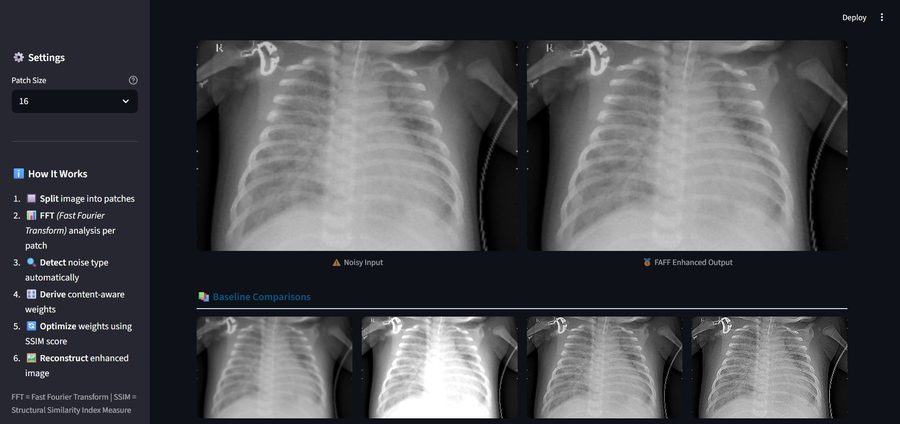 Deploy
Settings
Patch Size
16
How It Works
1. Split image into patches
2. FFT (Fast Fourier
Transform) analysis per
patch
3. Detect noise type
automatically
4. Derive content-aware
weights
5. Optimize weights using
SSIM score
6. Reconstruct enhanced
image
FFT = Fast Fourier Transform | SSIM =
Structural Similarity Index Measure
R
R
Noisy Input
FAFF Enhanced Output
Baseline Comparisons